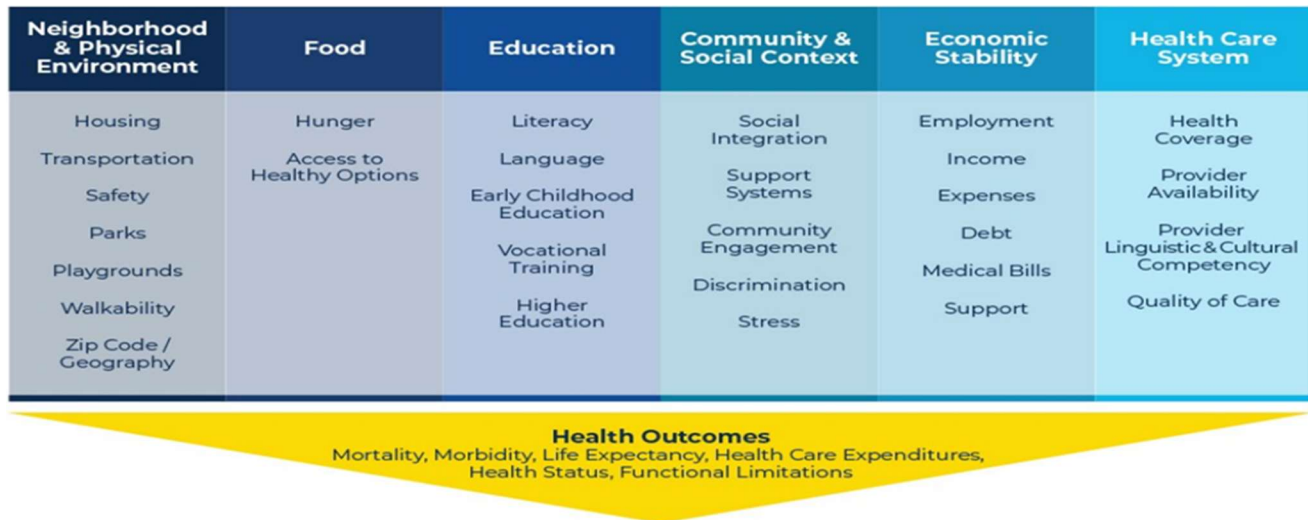 Neighborhood
& Physical
Environment
Housing
Transportation
Safety
Parks
Playgrounds
Walkability
Zip Code /
Geography
Food
Hunger
Access to
Healthy Options
Education
Literacy
Language
Early Childhood
Education
Vocational
Training
Higher
Education
Community &
Social Context
Social
Integration
Support
Systems
Community
Engagement
Discrimination
Stress
Economic
Stability
Employment
Income
Expenses
Debt
Medical Bills
Support
Health Care
System
Health
Coverage
Provider
Availability
Provider
Linguistic & Cultural
Competency
Quality of Care
Health Outcomes
Mortality, Morbidity, Life Expectancy, Health Care Expenditures,
Health Status, Functional Limitations